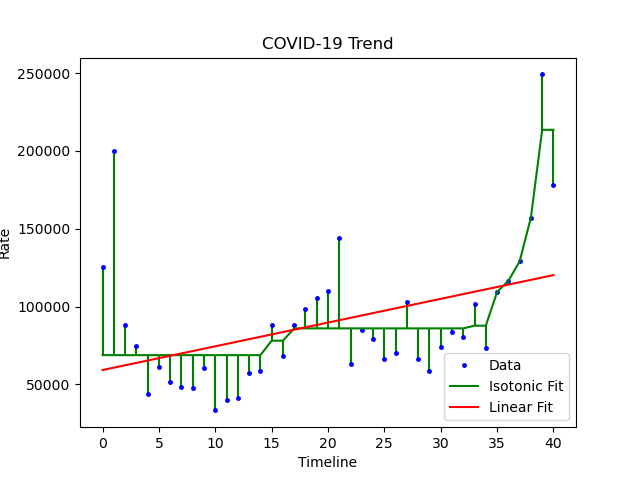 COVID-19 Trend
250000
200000
150000
100000
50000
Rate
0 5 10 15 20 25 30 35 40
Timeline
Data
Isotonic Fit
Linear Fit